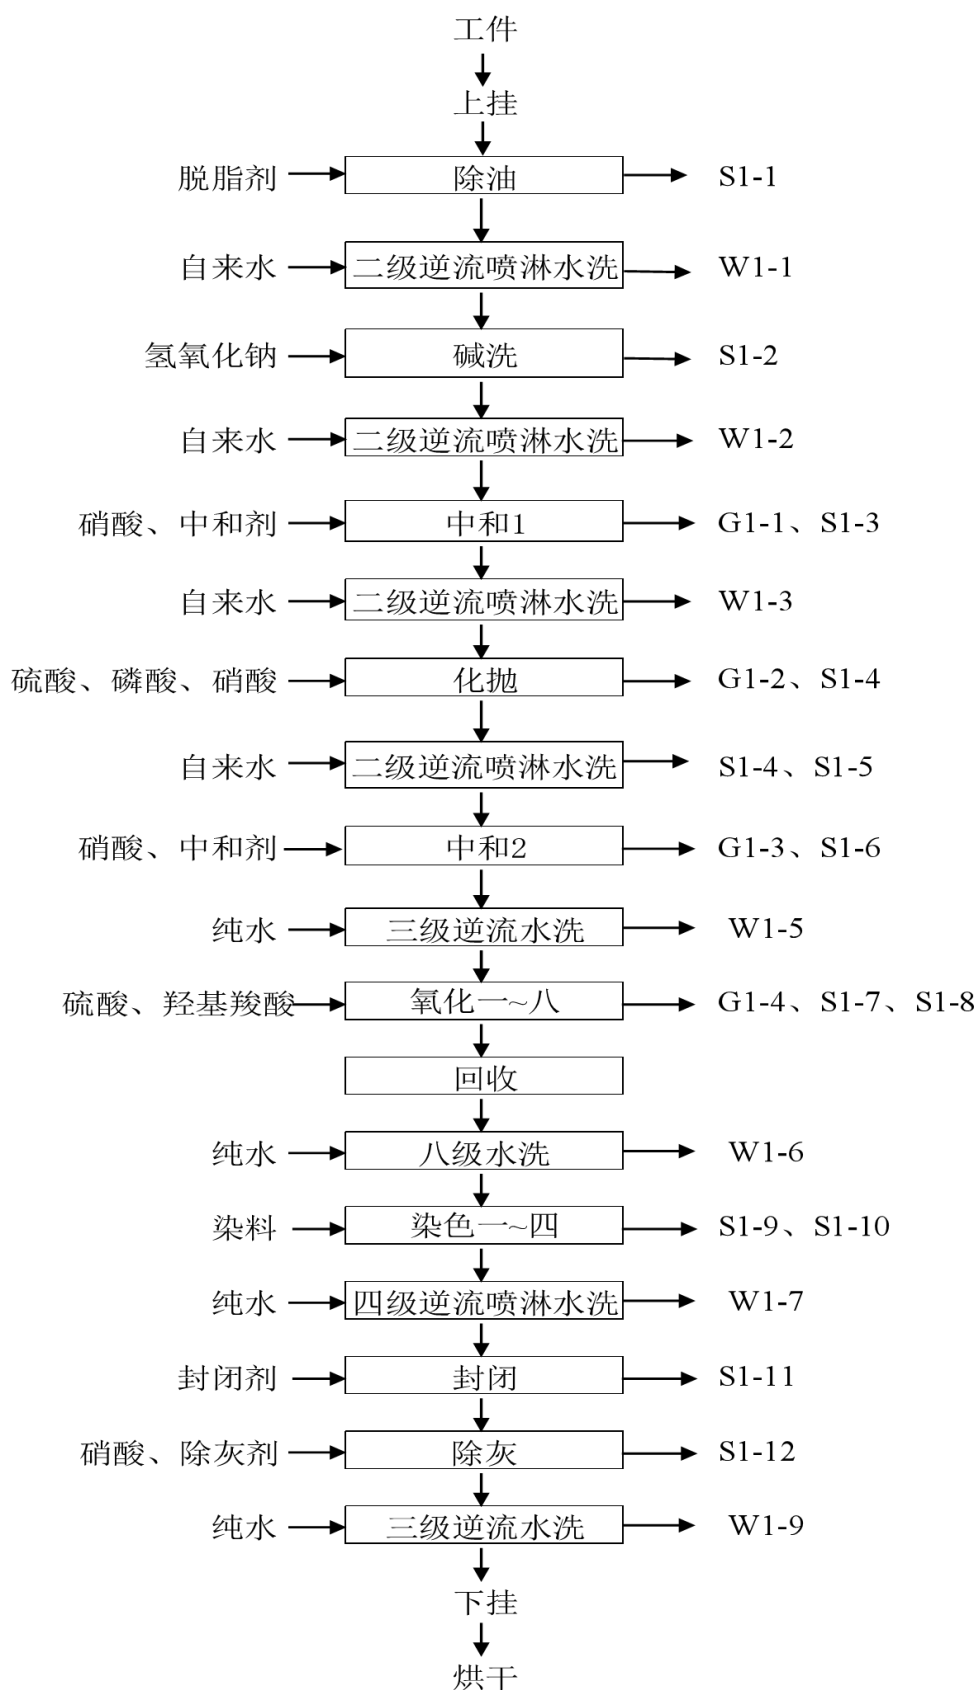 工件
上挂
脱脂剂 除油 S1-1
自来水 二级逆流喷淋水洗 W1-1
氢氧化钠 碱洗 S1-2
自来水 二级逆流喷淋水洗 W1-2
硝酸、中和剂 中和1 G1-1、S1-3
自来水 二级逆流喷淋水洗 W1-3
硫酸、磷酸、硝酸 化抛 G1-2、S1-4
自来水 二级逆流喷淋水洗 S1-4、S1-5
硝酸、中和剂 中和2 G1-3、S1-6
纯水 三级逆流水洗 W1-5
硫酸、羟基羧酸 氧化一~八 G1-4、S1-7、S1-8
回收
纯水 八级水洗 W1-6
染料 染色一~四 S1-9、S1-10
纯水 四级逆流喷淋水洗 W1-7
封闭剂 封闭 S1-11
硝酸、除灰剂 除灰 S1-12
纯水 三级逆流水洗 W1-9
下挂
烘干